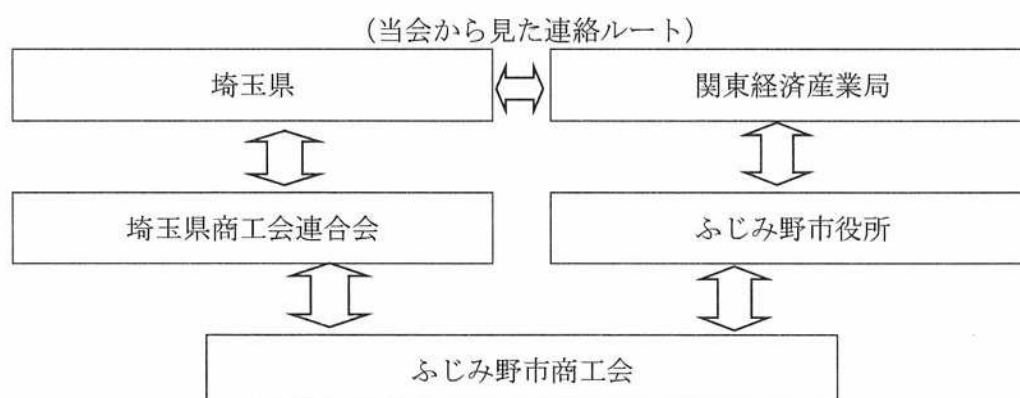 (当会から見た連絡ルート)
埼玉県
関東経済産業局
埼玉県商工会連合会
ふじみ野市役所
ふじみ野市商工会